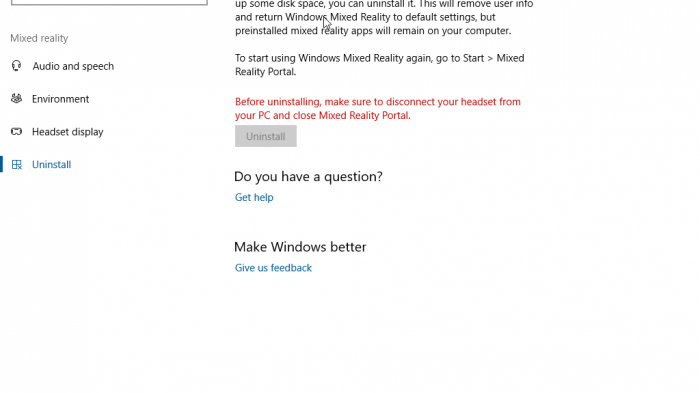 up some disk space, you can uninstall it. This will remove user info
and return Windows Mixed Reality to default settings, but
preinstalled mixed reality apps will remain on your computer.
Mixed reality
To start using Windows Mixed Reality again, go to Start > Mixed
Reality Portal.
Audio and speech
Environment
Headset display
Uninstall
Before uninstalling, make sure to disconnect your headset from
your PC and close Mixed Reality Portal.
Uninstall
Do you have a question?
Get help
Make Windows better
Give us feedback